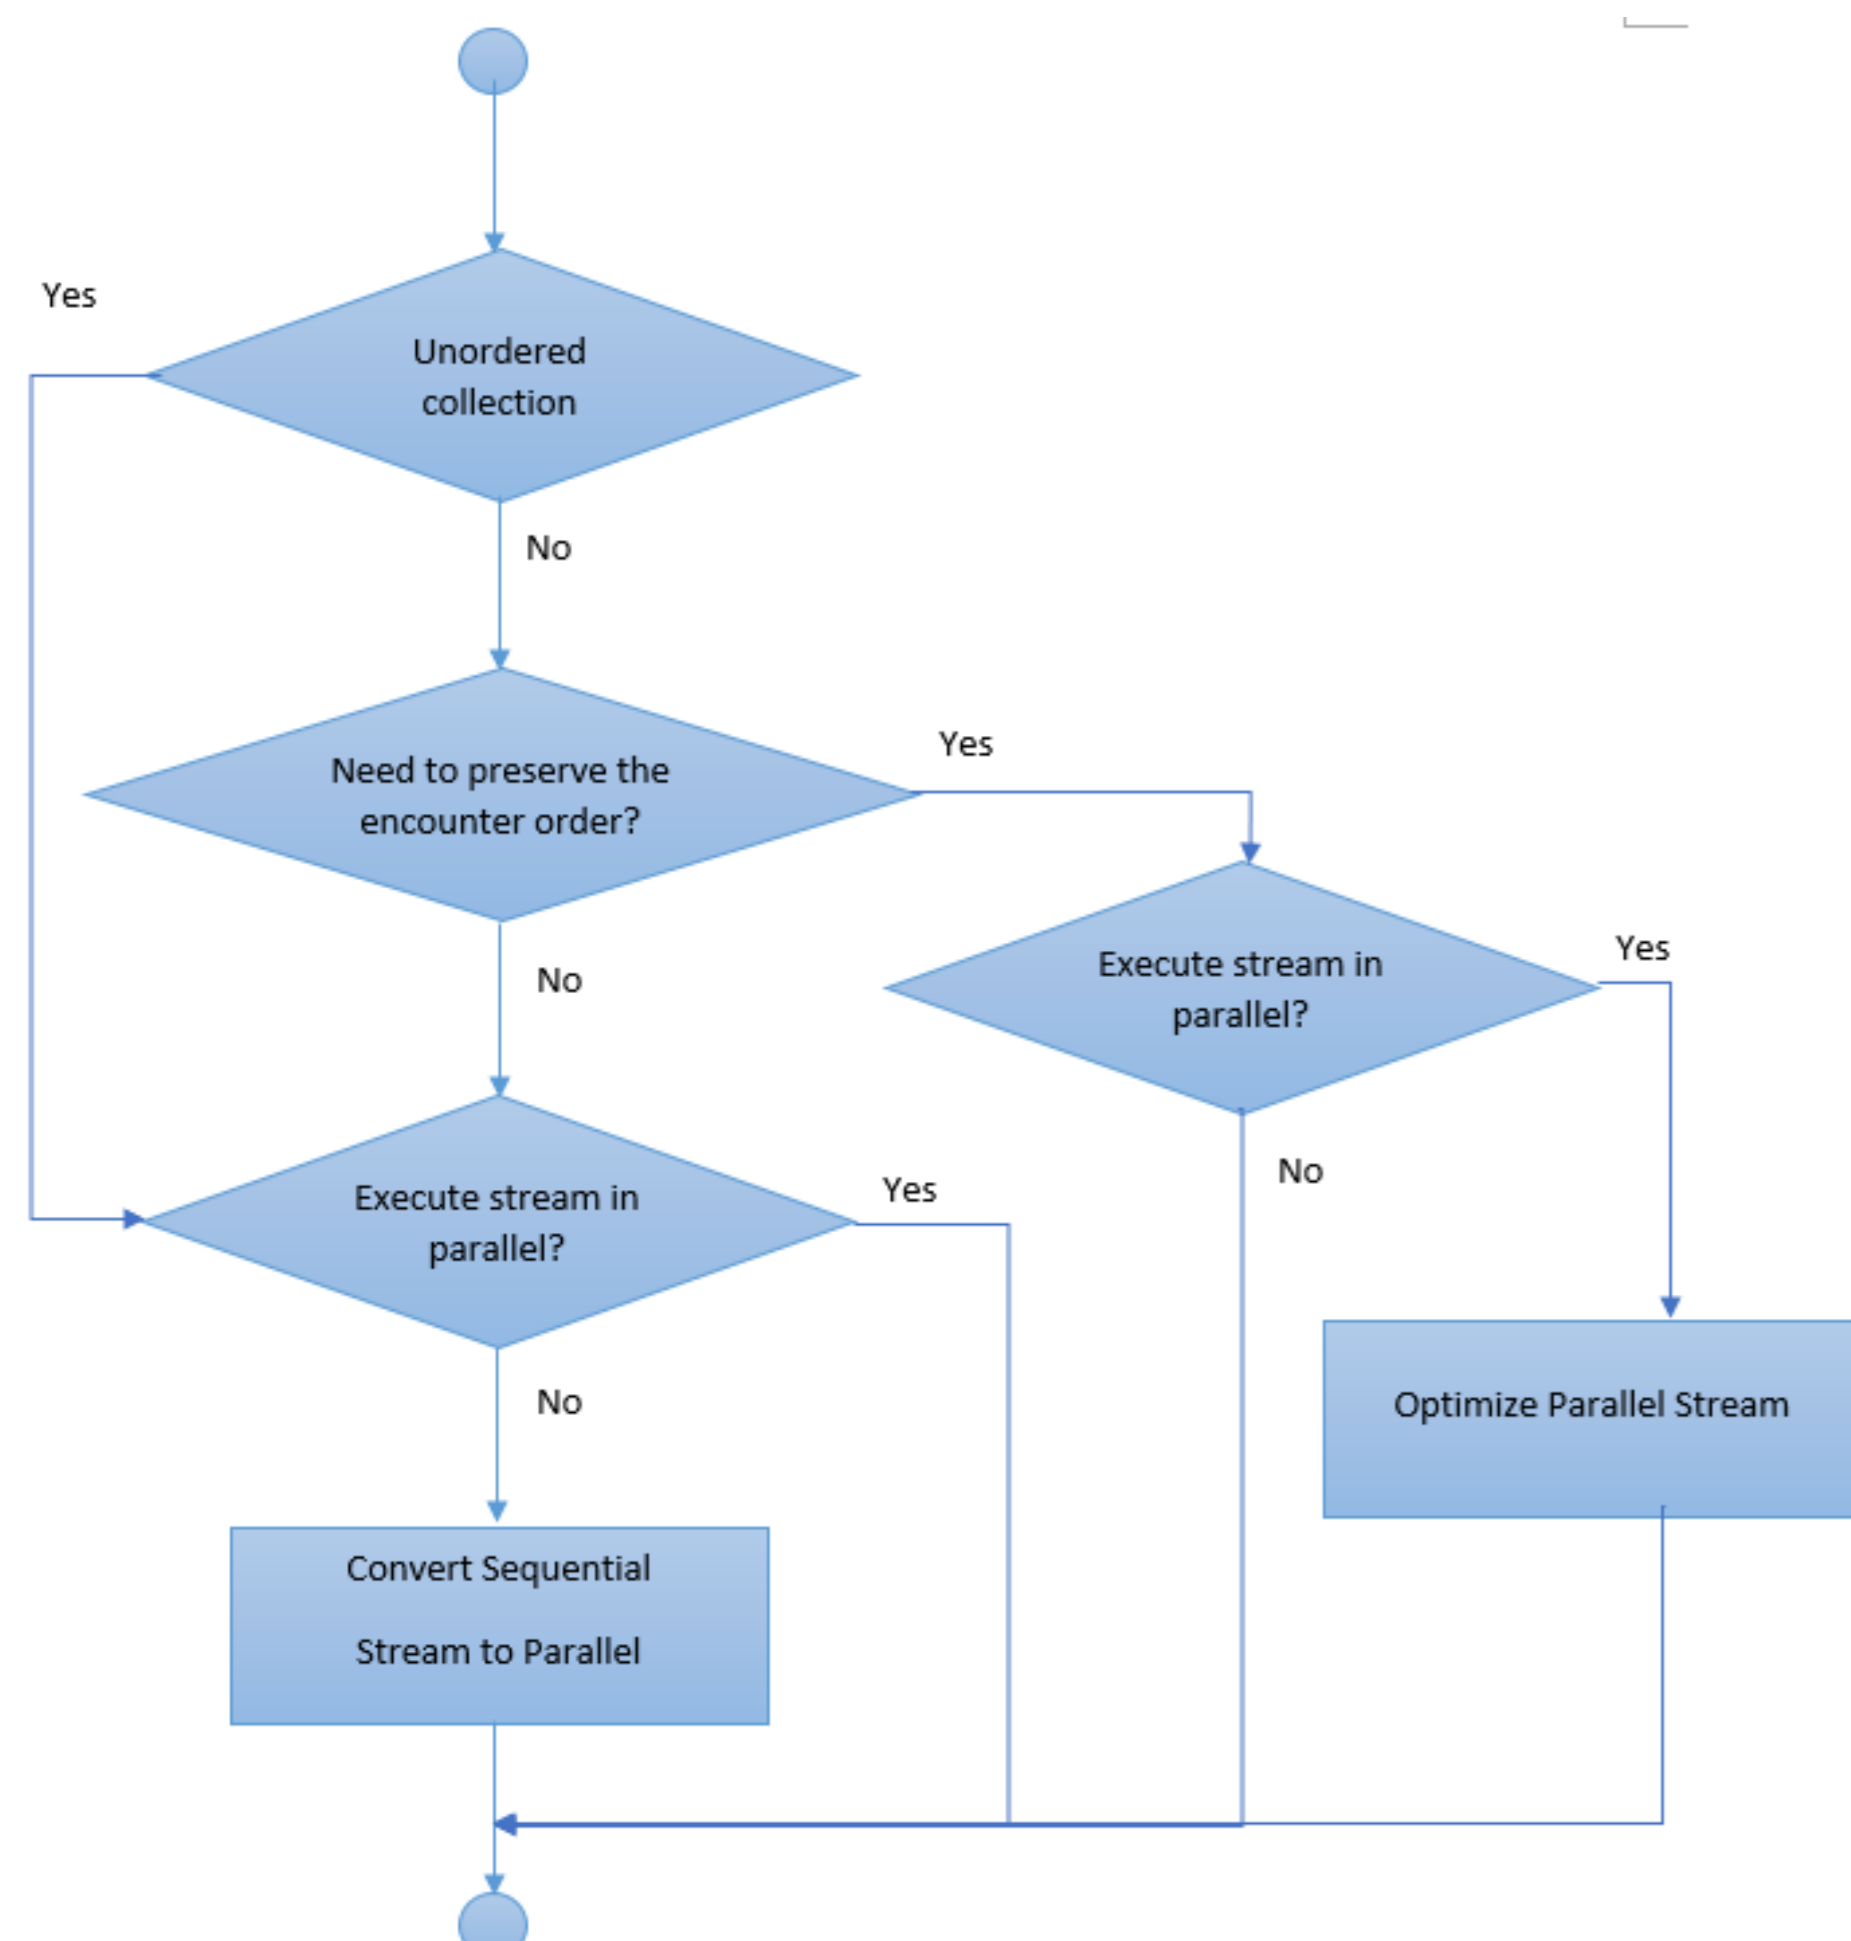 Yes
Unordered
collection
No
Need to preserve the
encounter order?
Yes
No
Execute stream in
parallel?
Yes
No
Execute stream in
parallel?
Yes
No
Optimize Parallel Stream
Convert Sequential
Stream to Parallel